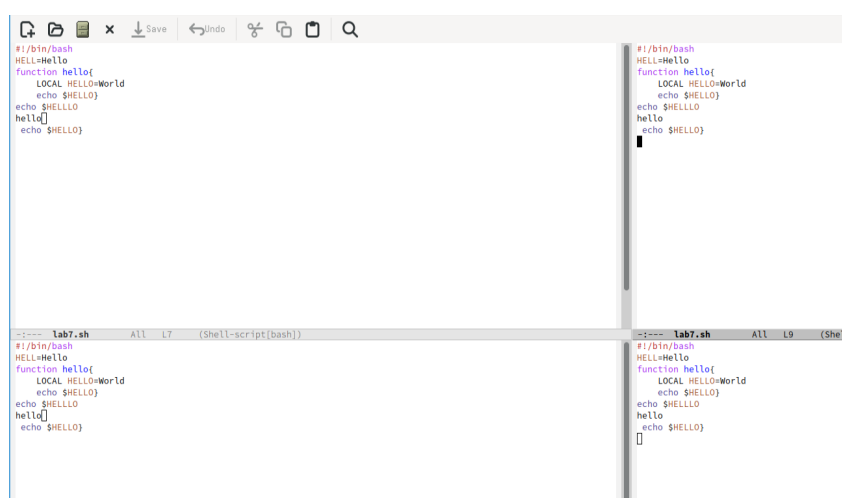 Save Undo
#!/bin/bash
HELL=Hello
function hello{
    LOCAL HELLO=World
    echo $HELLO}
echo $HELLLO
hello
 echo $HELLO}
-:--- lab7.sh All L7 (Shell-script[bash])
#!/bin/bash
HELL=Hello
function hello{
    LOCAL HELLO=World
    echo $HELLO}
echo $HELLLO
hello
 echo $HELLO}
-:--- lab7.sh All L9 (She
#!/bin/bash
HELL=Hello
function hello{
    LOCAL HELLO=World
    echo $HELLO}
echo $HELLLO
hello
 echo $HELLO}
#!/bin/bash
HELL=Hello
function hello{
    LOCAL HELLO=World
    echo $HELLO}
echo $HELLLO
hello
 echo $HELLO}